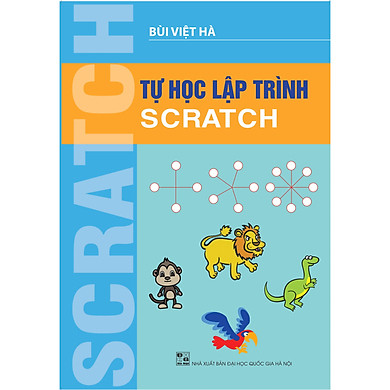 SCRATCH
BÙI VIỆT HÀ
TỰ HỌC LẬP TRÌNH
SCRATCH
NHÀ XUẤT BẢN ĐẠI HỌC QUỐC GIA HÀ NỘI